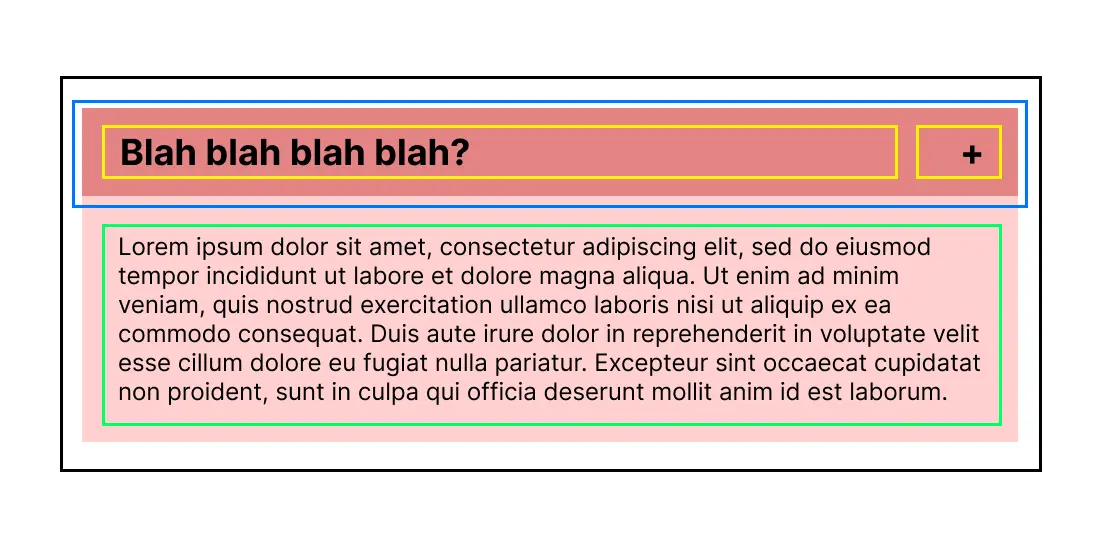 Blah blah blah blah? +
Lorem ipsum dolor sit amet, consectetur adipiscing elit, sed do eiusmod
tempor incididunt ut labore et dolore magna aliqua. Ut enim ad minim
veniam, quis nostrud exercitation ullamco laboris nisi ut aliquip ex ea
commodo consequat. Duis aute irure dolor in reprehenderit in voluptate velit
esse cillum dolore eu fugiat nulla pariatur. Excepteur sint occaecat cupidatat
non proident, sunt in culpa qui officia deserunt mollit anim id est laborum.